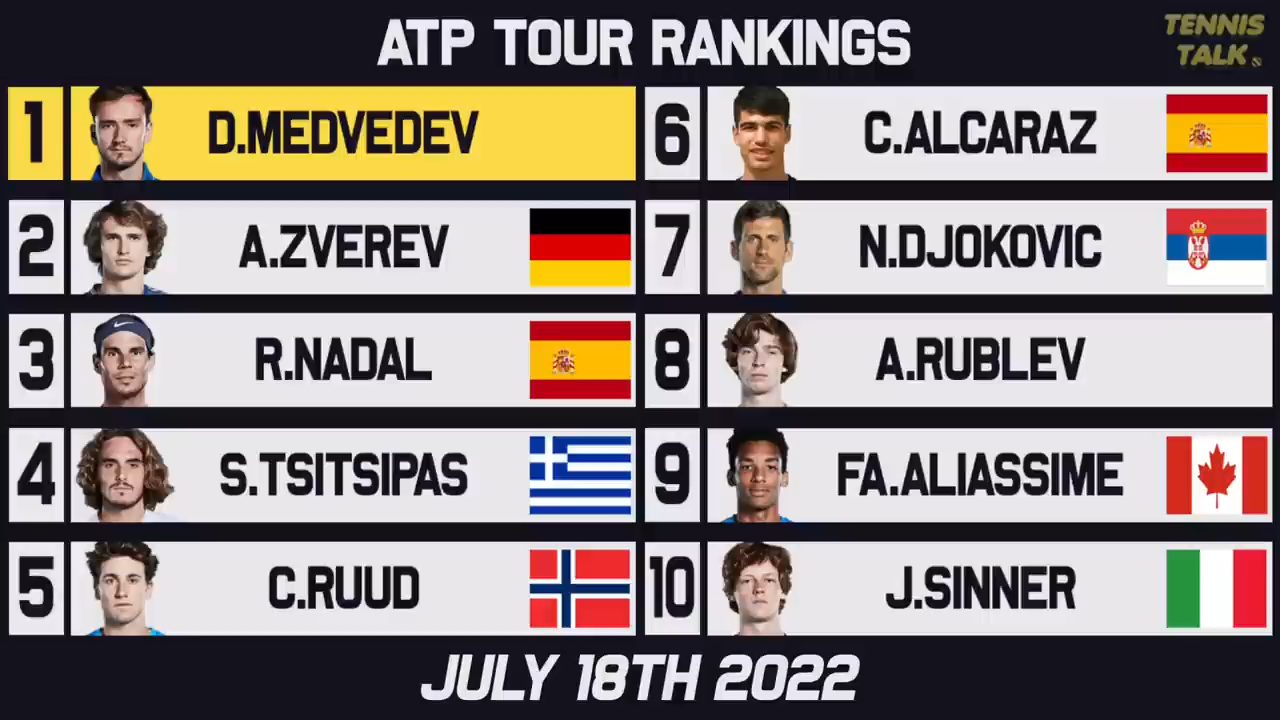 ATP TOUR RANKINGS
TENNIS
TALK
1 D.MEDVEDEV
2 A.ZVEREV
3 R.NADAL
4 S.TSITSIPAS
5 C.RUUD
6 C.ALCARAZ
7 N.DJOKOVIC
8 A.RUBLEV
9 FA.ALIASSIME
10 J.SINNER
JULY 18TH 2022